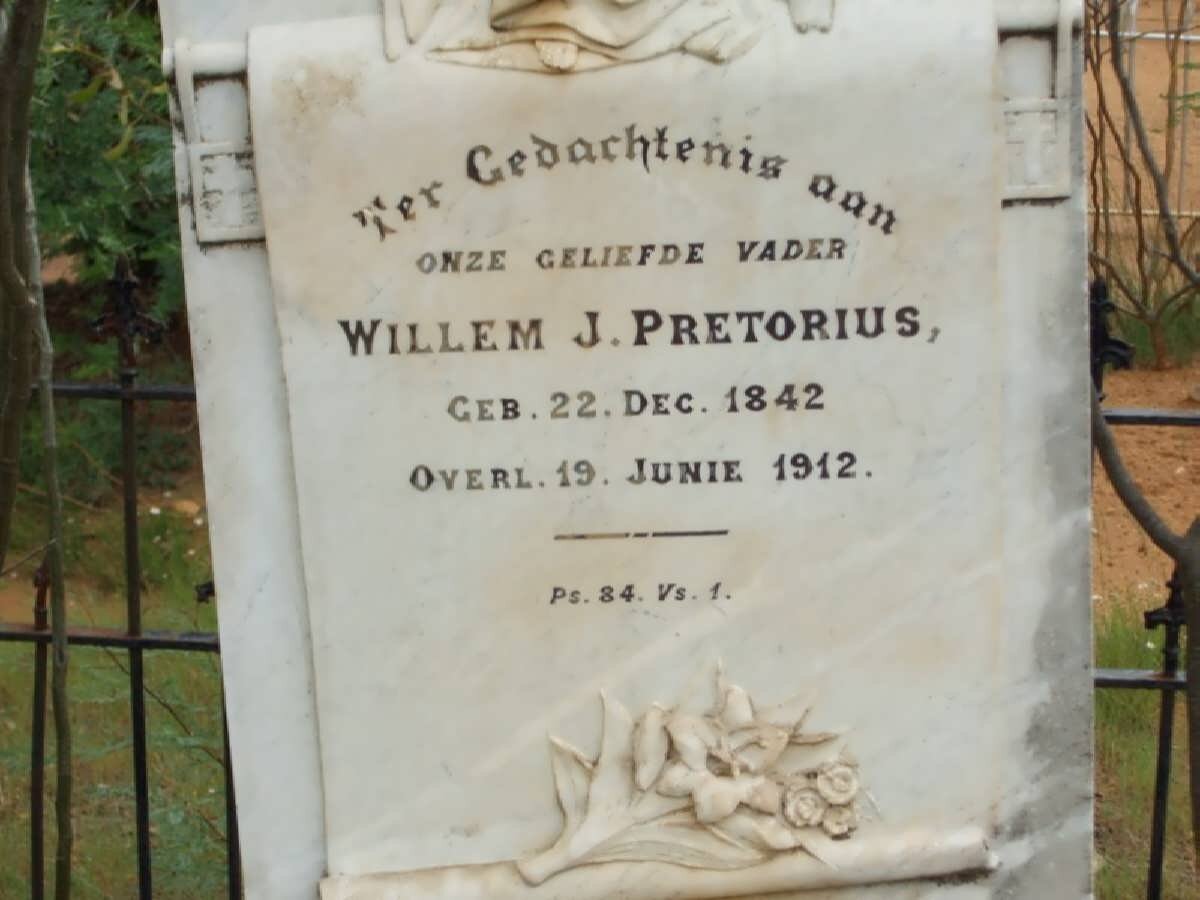 Ter Gedachtenis aan
ONZE GELIEFDE VADER
WILLEM J. PRETORIUS,
GEB. 22. DEC. 1842
OVERL. 19. JUNIE 1912.
Ps. 84. Vs. 1.